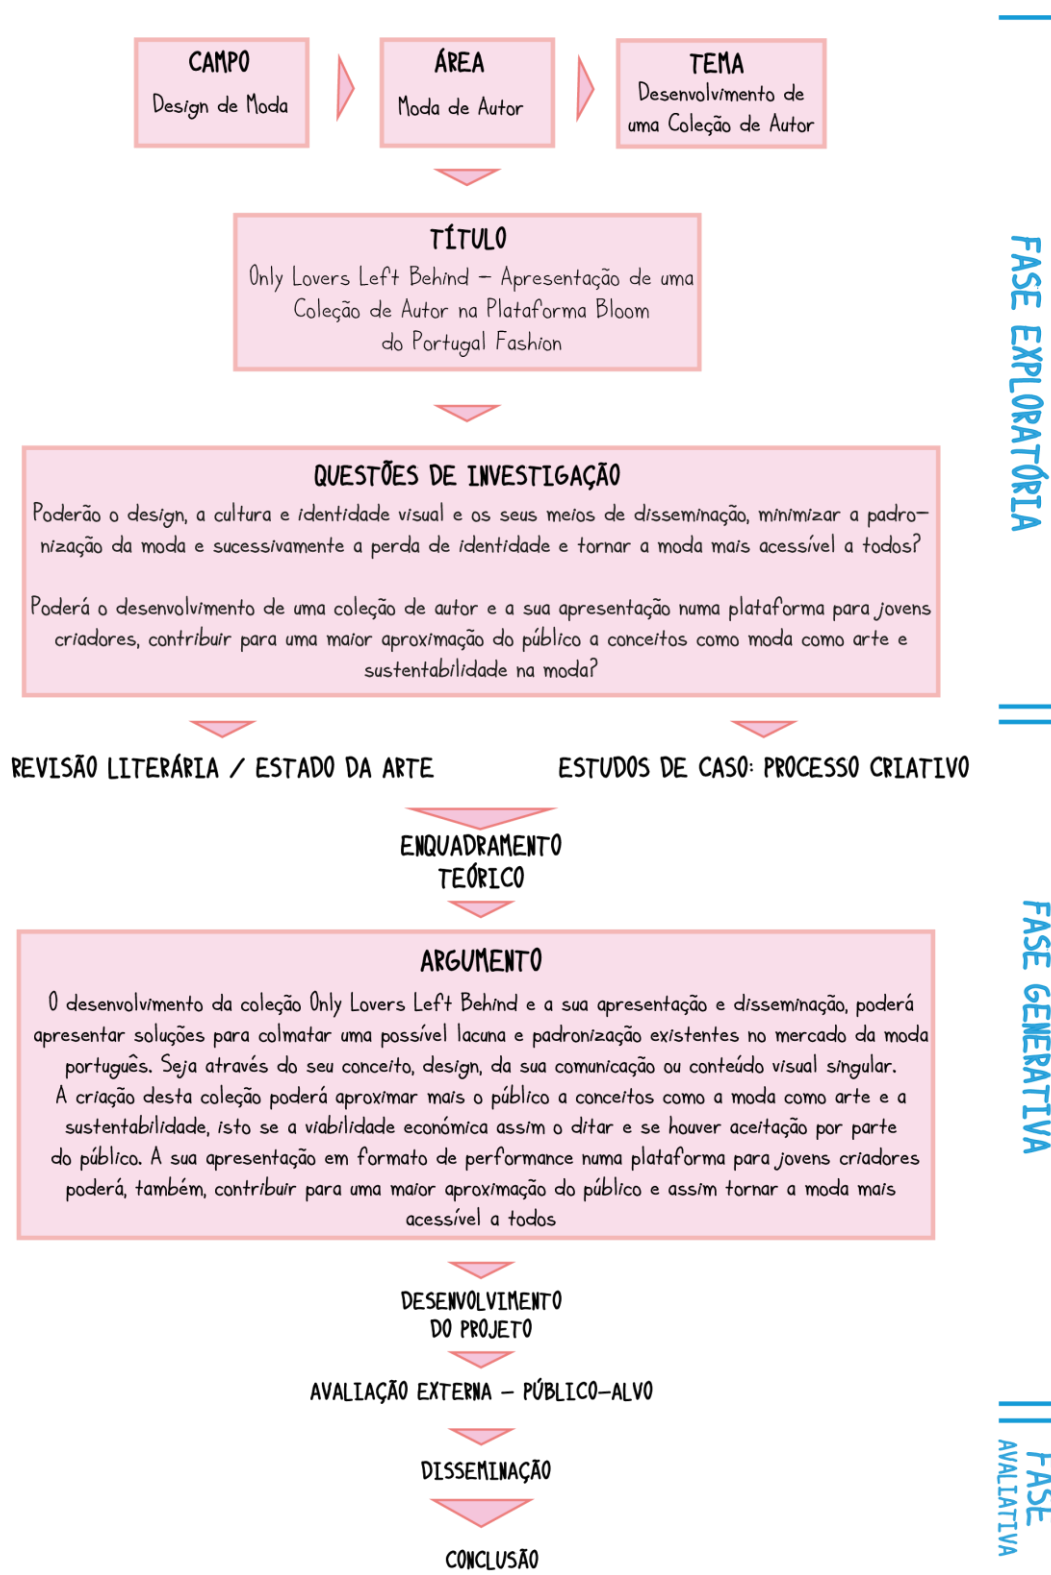 CAMPO
Design de Moda
ÁREA
Moda de Autor
TEMA
Desenvolvimento de
uma Coleção de Autor
TÍTULO
Only Lovers Left Behind – Apresentação de uma
Coleção de Autor na Plataforma Bloom
do Portugal Fashion
QUESTÕES DE INVESTIGAÇÃO
Poderão o design, a cultura e identidade visual e os seus meios de disseminação, minimizar a padro-
nização da moda e sucessivamente a perda de identidade e tornar a moda mais acessível a todos?
Poderá o desenvolvimento de uma coleção de autor e a sua apresentação numa plataforma para jovens
criadores, contribuir para uma maior aproximação do público a conceitos como moda como arte e
sustentabilidade na moda?
FASE EXPLORATÓRIA
REVISÃO LITERÁRIA / ESTADO DA ARTE
ESTUDOS DE CASO: PROCESSO CRIATIVO
ENQUADRAMENTO
TEÓRICO
ARGUMENTO
O desenvolvimento da coleção Only Lovers Left Behind e a sua apresentação e disseminação, poderá
apresentar soluções para colmatar uma possível lacuna e padronização existentes no mercado da moda
português. Seja através do seu conceito, design, da sua comunicação ou conteúdo visual singular.
A criação desta coleção poderá aproximar mais o público a conceitos como a moda como arte e a
sustentabilidade, isto se a viabilidade económica assim o ditar e se houver aceitação por parte
do público. A sua apresentação em formato de performance numa plataforma para jovens criadores
poderá, também, contribuir para uma maior aproximação do público e assim tornar a moda mais
acessível a todos
DESENVOLVIMENTO
DO PROJETO
FASE GENERATIVA
AVALIAÇÃO EXTERNA – PÚBLICO-ALVO
DISSEMINAÇÃO
CONCLUSÃO
FASE
AVALIATIVA